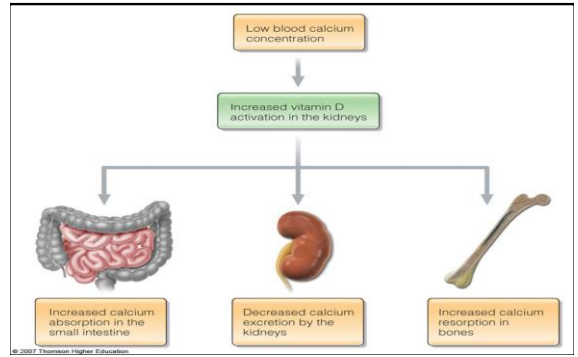 Low blood calcium
concentration
Increased vitamin D
activation in the kidneys
Increased calcium
absorption in the
small intestine
Decreased calcium
excretion by the
kidneys
Increased calcium
resorption in
bones
© 2007 Thomson Higher Education